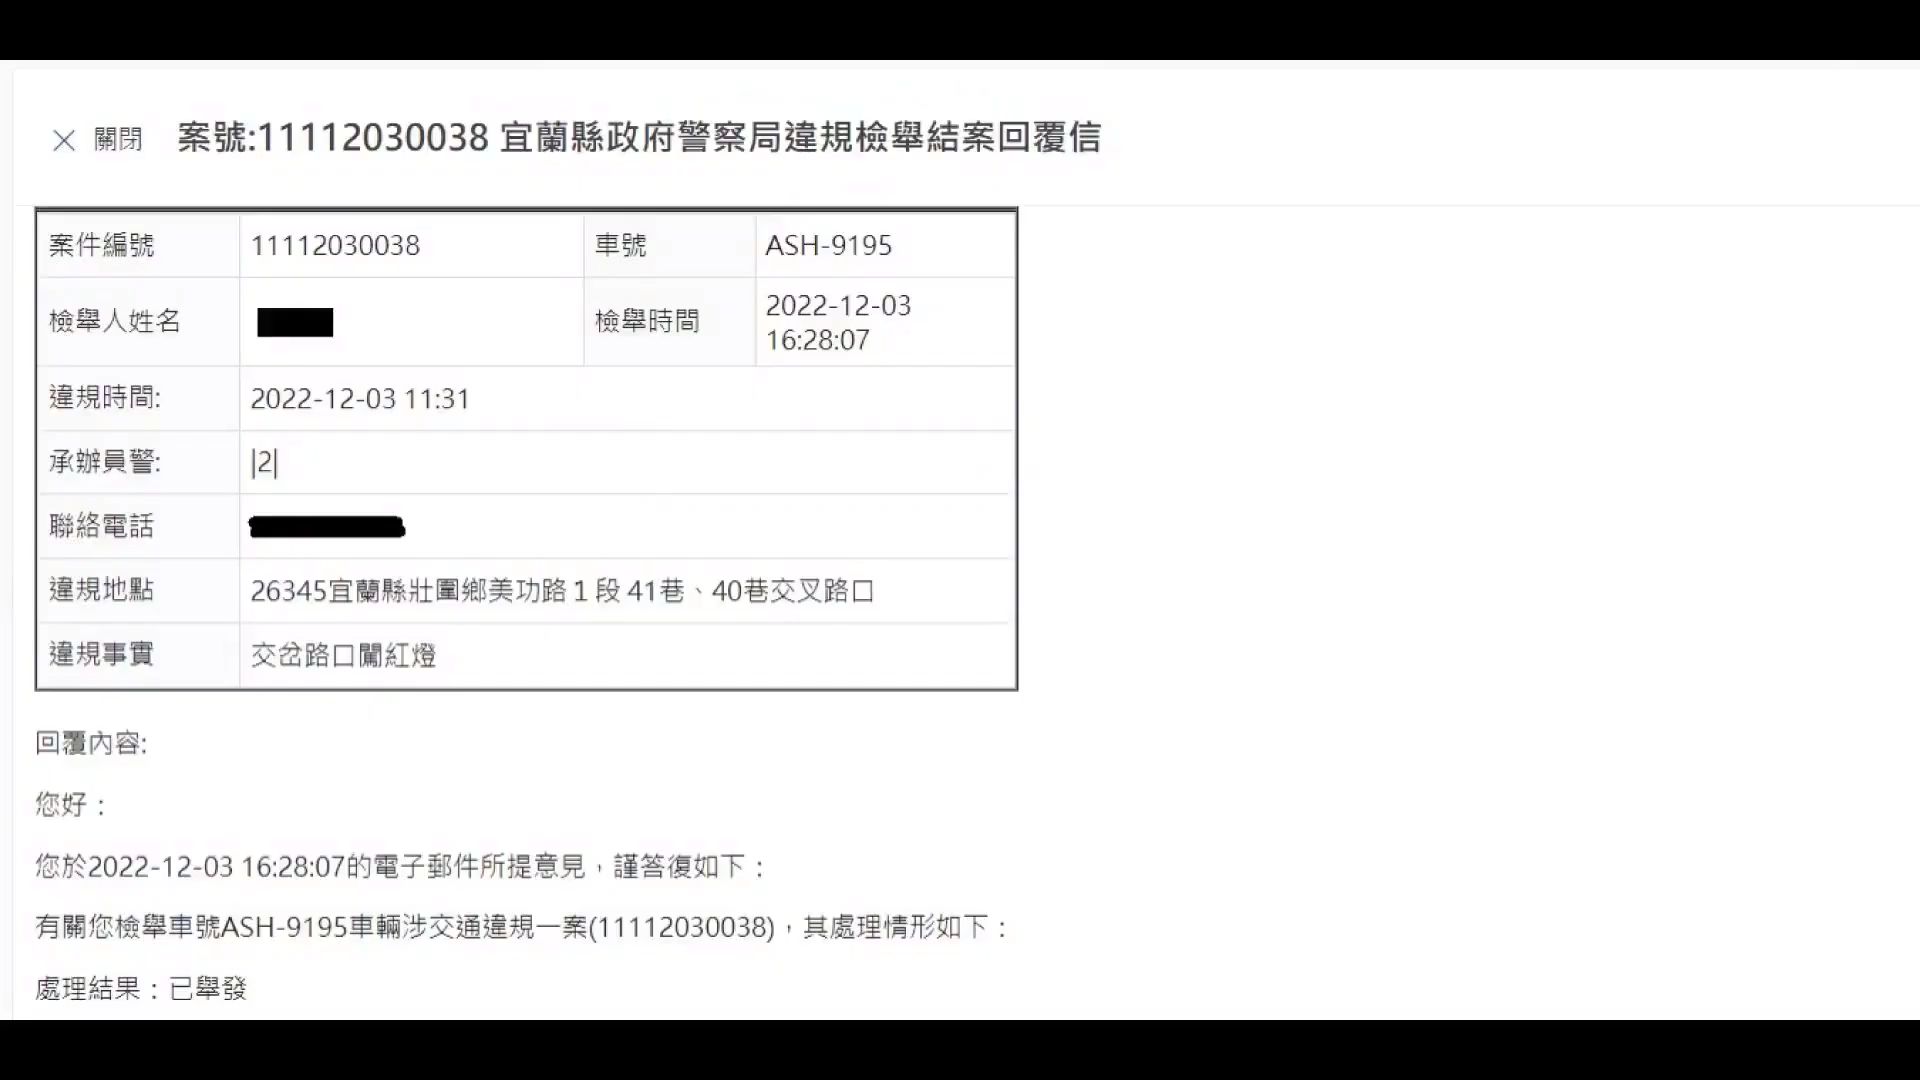 關閉 案號:11112030038 宜蘭縣政府警察局違規檢舉結案回覆信
案件編號 11112030038 車號 ASH-9195
檢舉人姓名 檢舉時間 2022-12-03
16:28:07
違規時間: 2022-12-03 11:31
承辦員警: |2|
聯絡電話
違規地點 26345宜蘭縣壯圍鄉美功路1段41巷、40巷交叉路口
違規事實 交岔路口闖紅燈
回覆內容:
您好：
您於2022-12-03 16:28:07的電子郵件所提意見，謹答復如下：
有關您檢舉車號ASH-9195車輛涉交通違規一案(11112030038)，其處理情形如下：
處理結果：已舉發